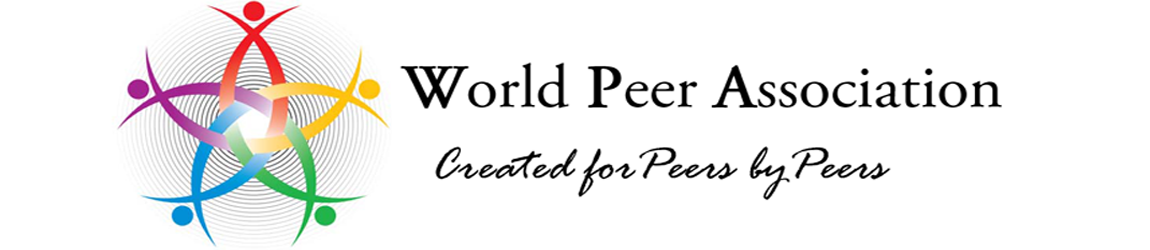 World Peer Association
Created for Peers by Peers